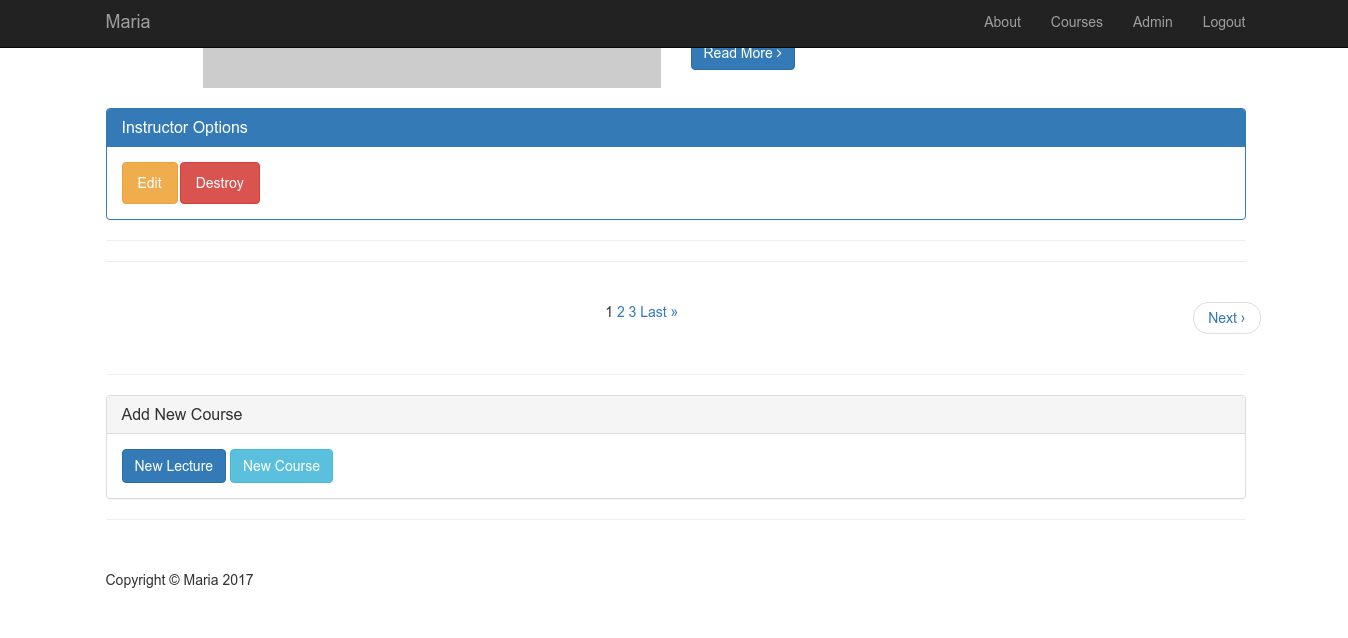 Maria About Courses Admin Logout
Read More ›
Instructor Options
Edit Destroy
1 2 3 Last » Next ›
Add New Course
New Lecture New Course
Copyright © Maria 2017